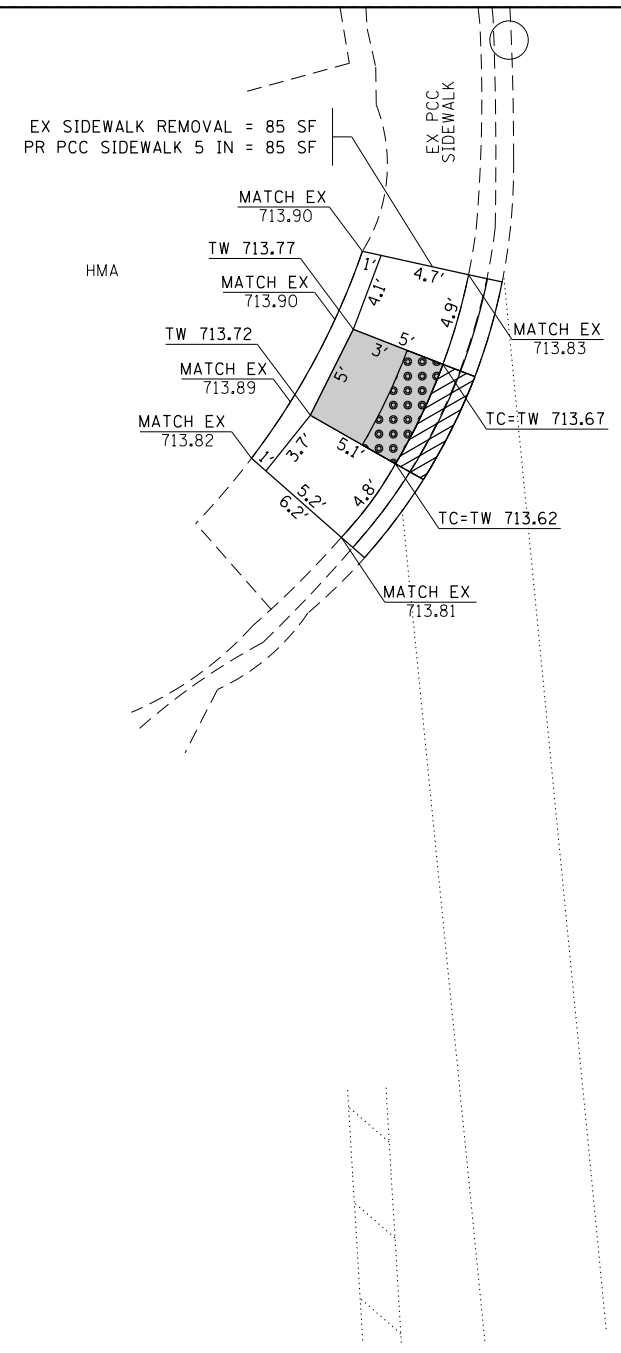 EX PCC
SIDEWALK
EX SIDEWALK REMOVAL = 85 SF
PR PCC SIDEWALK 5 IN = 85 SF
MATCH EX
713.90
TW 713.77
HMA
MATCH EX
713.90
TW 713.72
MATCH EX
713.89
MATCH EX
713.82
1'
4.7'
4.1'
4.9'
MATCH EX
713.83
3'
5'
5'
TC=TW 713.67
5.1'
3.7'
1'
5.2'
6.2'
4.8'
TC=TW 713.62
MATCH EX
713.81